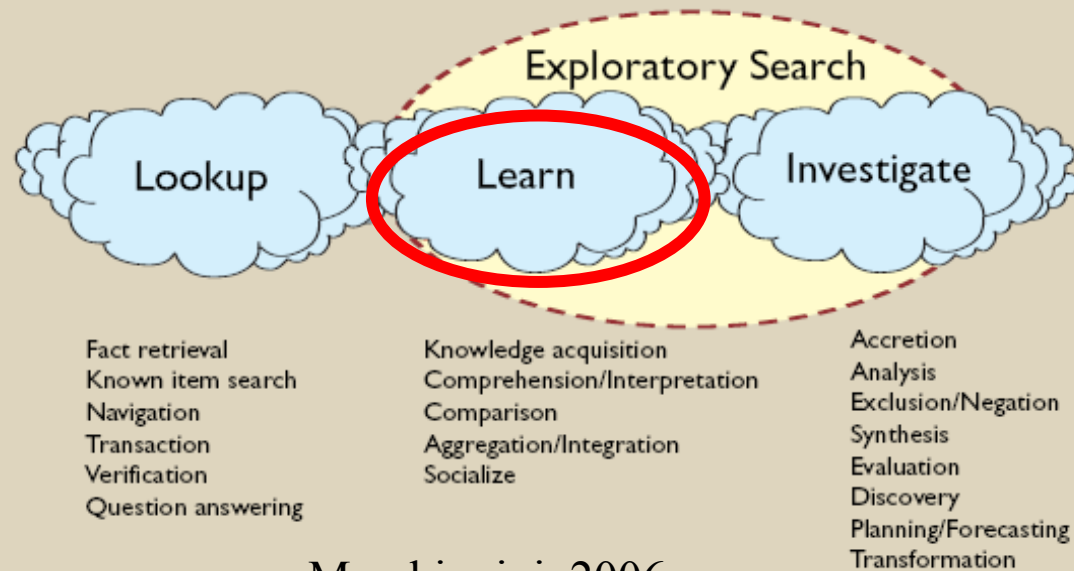 Exploratory Search
Lookup
Learn
Investigate
Fact retrieval
Known item search
Navigation
Transaction
Verification
Question answering
Knowledge acquisition
Comprehension/Interpretation
Comparison
Aggregation/Integration
Socialize
Accretion
Analysis
Exclusion/Negation
Synthesis
Evaluation
Discovery
Planning/Forecasting
Transformation
2006